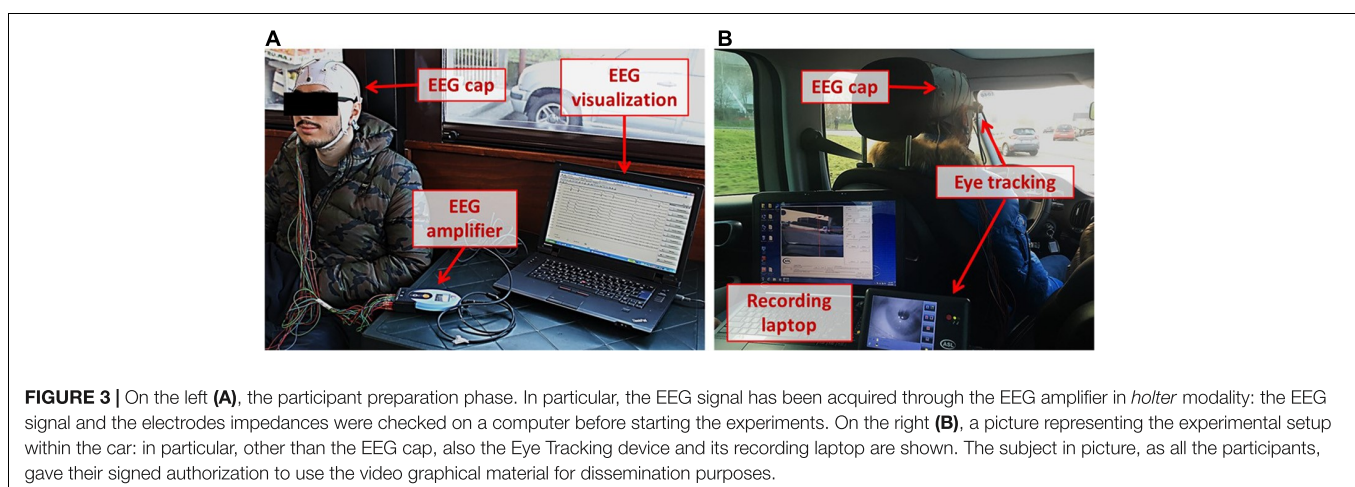 A
B
EEG cap
EEG
visualization
EEG
amplifier
EEG cap
Eye tracking
Recording
laptop
ASL
FIGURE 3 | On the left (A), the participant preparation phase. In particular, the EEG signal has been acquired through the EEG amplifier in holter modality: the EEG
signal and the electrodes impedances were checked on a computer before starting the experiments. On the right (B), a picture representing the experimental setup
within the car: in particular, other than the EEG cap, also the Eye Tracking device and its recording laptop are shown. The subject in picture, as all the participants,
gave their signed authorization to use the video graphical material for dissemination purposes.